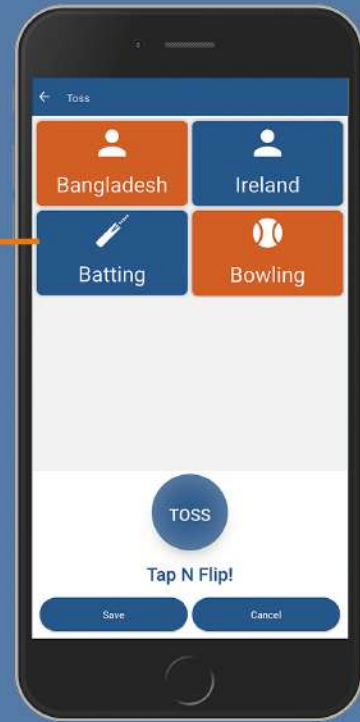 Toss
Bangladesh Ireland
Batting Bowling
TOSS
Tap N Flip!
Save Cancel